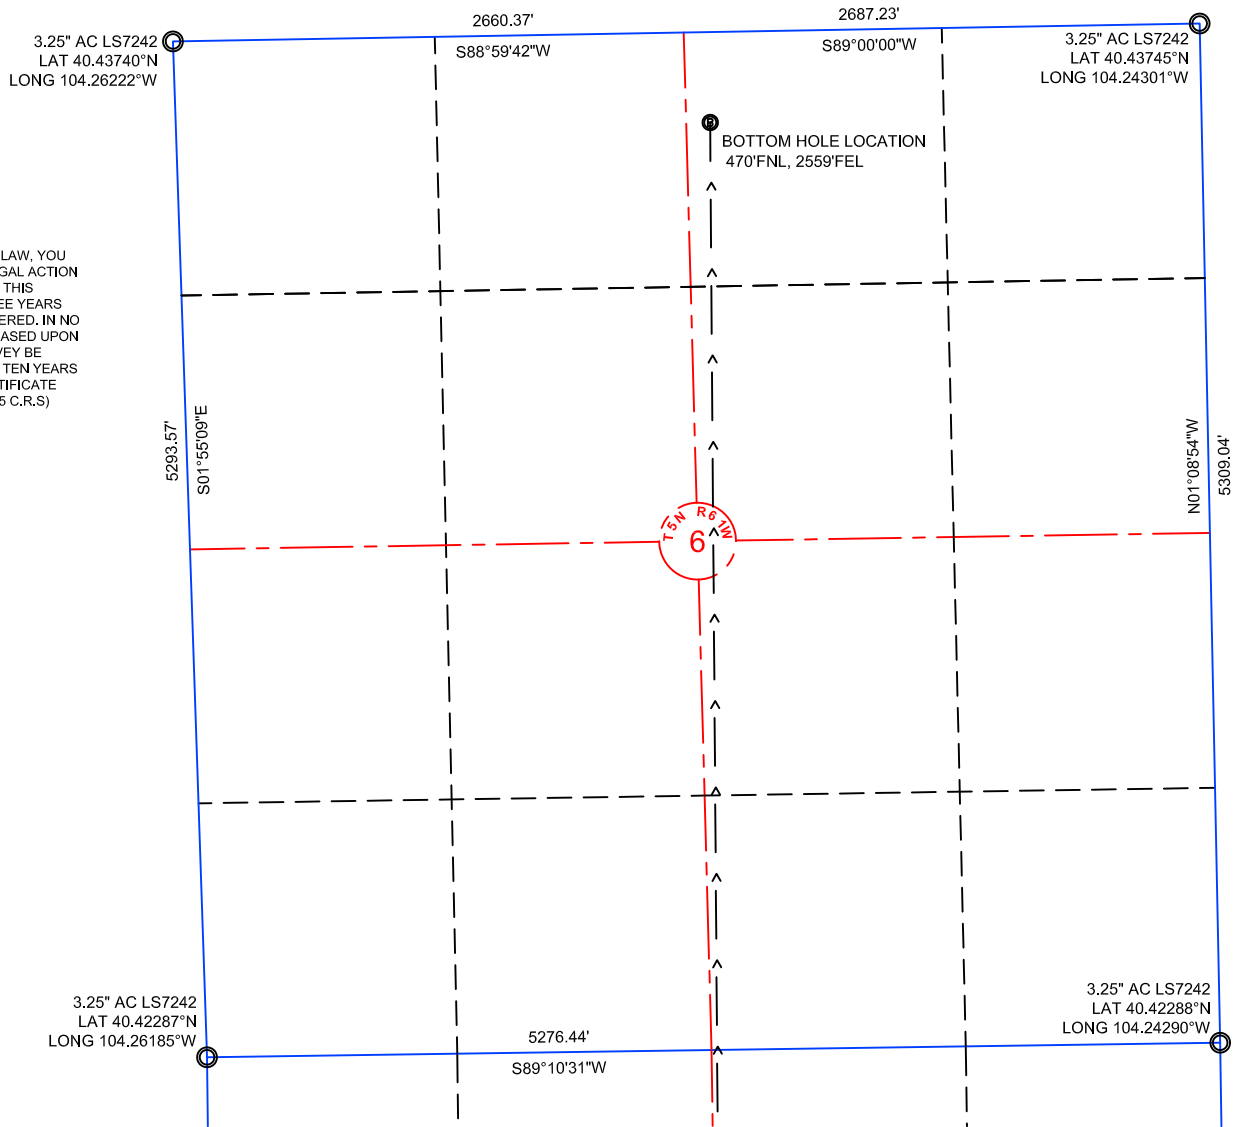 2660.37'
S88°59'42"W
2687.23'
S89°00'00"W
3.25" AC LS7242
LAT 40.43740°N
LONG 104.26222°W
3.25" AC LS7242
LAT 40.43745°N
LONG 104.24301°W
B
BOTTOM HOLE LOCATION
470'FNL, 2559'FEL
LAW, YOU
GAL ACTION
THIS
EE YEARS
ERED. IN NO
ASED UPON
VEY BE
TEN YEARS
TIFICATE
5 C.R.S)
5293.57'
S01°55'09"E
N01°08'54"W
5309.04'
T5N R61W
6
3.25" AC LS7242
LAT 40.42287°N
LONG 104.26185°W
3.25" AC LS7242
LAT 40.42288°N
LONG 104.24290°W
5276.44'
S89°10'31"W